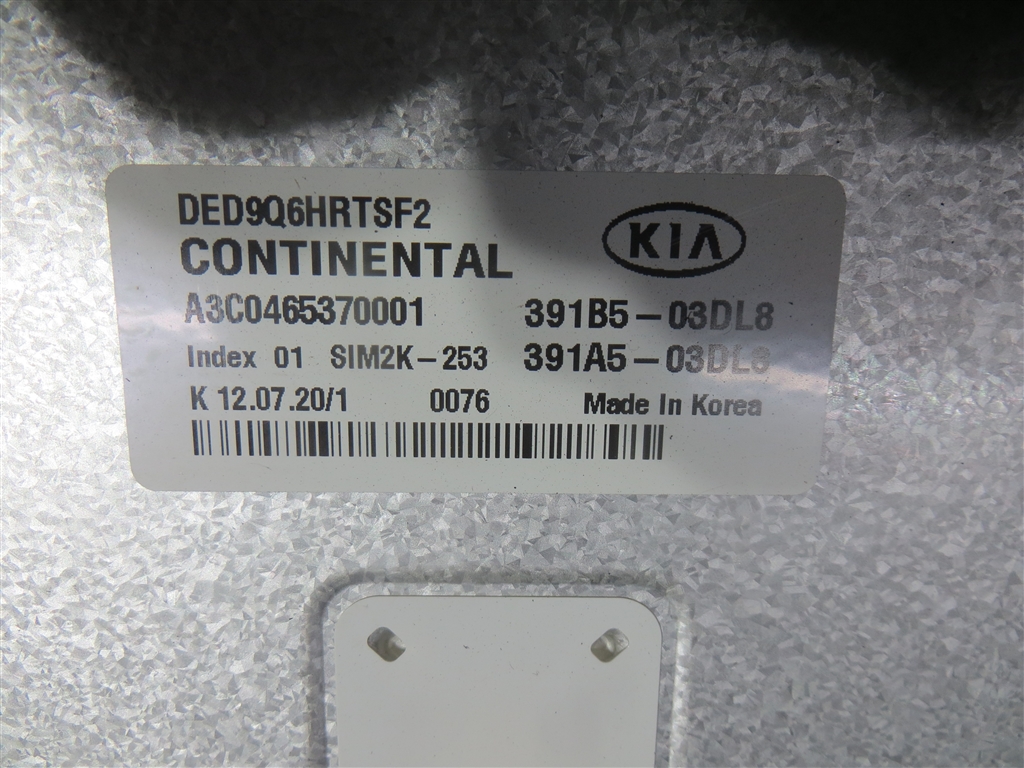 DED9Q6HRTSF2
CONTINENTAL
KIA
A3C0465370001 391B5-03DL8
Index 01 SIM2K-253 391A5-03DL8
K 12.07.20/1 0076 Made In Korea